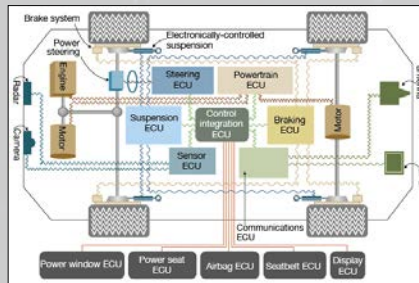 Brake system
Electronically-controlled
suspension
Power
steering
Steering
ECU
Powertrain
ECU
Engine
Radar
Suspension
ECU
Control
integration
ECU
Braking
ECU
Motor
Motor
Camera
Sensor
ECU
Communications
ECU
Power window ECU
Power seat
ECU
Airbag ECU
Seatbelt ECU
Display
ECU